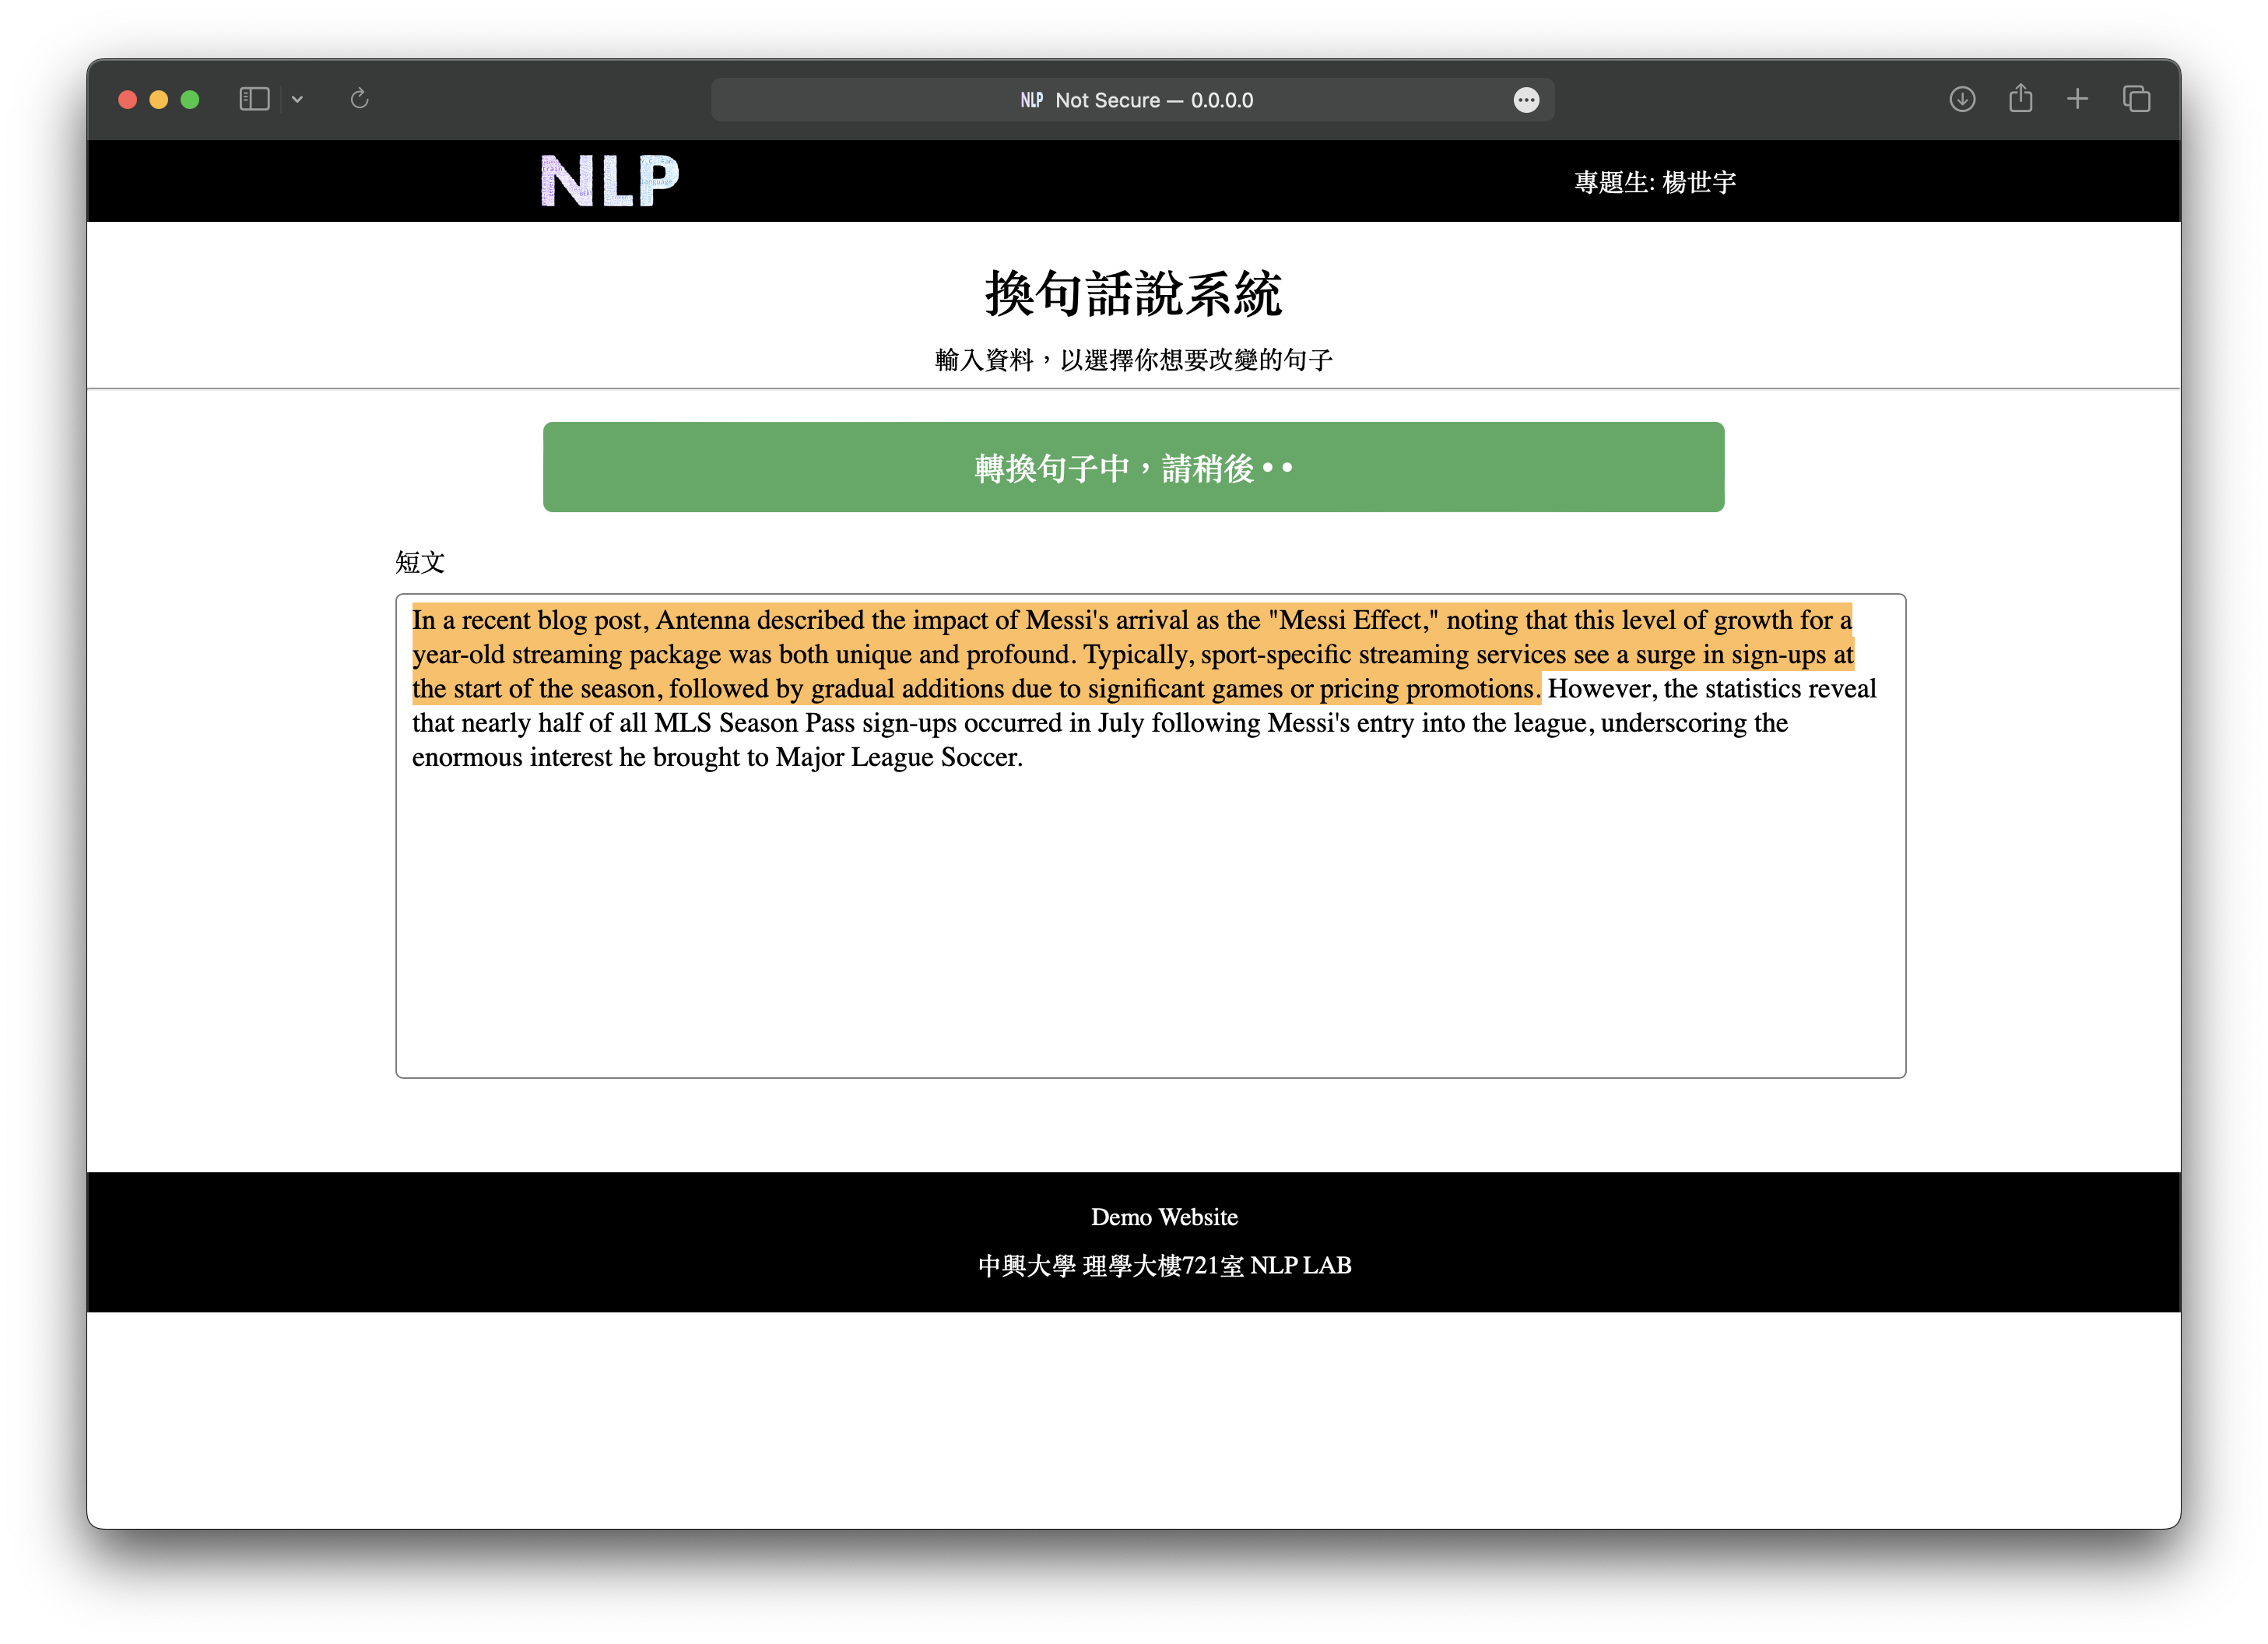 NLP Not Secure — 0.0.0.0
NLP
專題生: 楊世宇
換句話說系統
輸入資料，以選擇你想要改變的句子
轉換句子中，請稍後 • •
短文
In a recent blog post, Antenna described the impact of Messi's arrival as the "Messi Effect," noting that this level of growth for a
year-old streaming package was both unique and profound. Typically, sport-specific streaming services see a surge in sign-ups at
the start of the season, followed by gradual additions due to significant games or pricing promotions. However, the statistics reveal
that nearly half of all MLS Season Pass sign-ups occurred in July following Messi's entry into the league, underscoring the
enormous interest he brought to Major League Soccer.
Demo Website
中興大學 理學大樓721室 NLP LAB